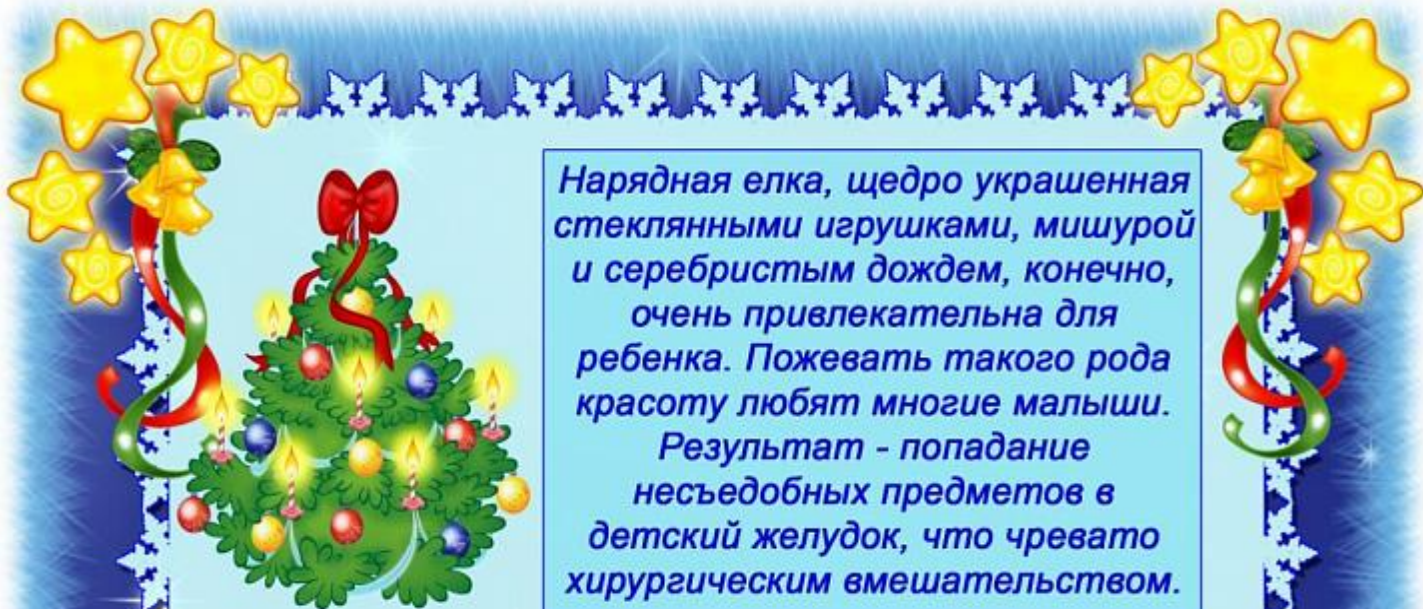 Нарядная елка, щедро украшенная
стеклянными игрушками, мишурой
и серебристым дождем, конечно,
очень привлекательна для
ребенка. Пожевать такого рода
красоту любят многие малыши.
Результат - попадание
несъедобных предметов в
детский желудок, что чревато
хирургическим вмешательством.